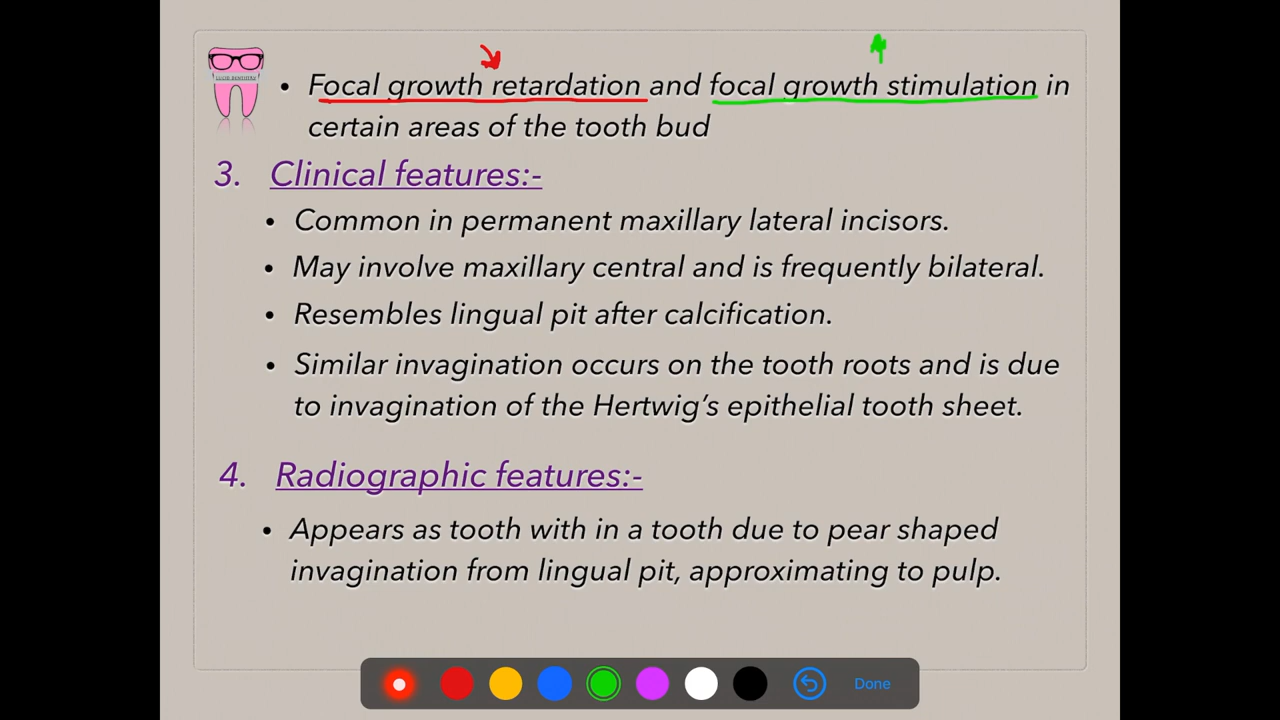 • Focal growth retardation and focal growth stimulation in
certain areas of the tooth bud
3. Clinical features:-
• Common in permanent maxillary lateral incisors.
• May involve maxillary central and is frequently bilateral.
• Resembles lingual pit after calcification.
• Similar invagination occurs on the tooth roots and is due
to invagination of the Hertwig’s epithelial tooth sheet.
4. Radiographic features:-
• Appears as tooth with in a tooth due to pear shaped
invagination from lingual pit, approximating to pulp.
Done